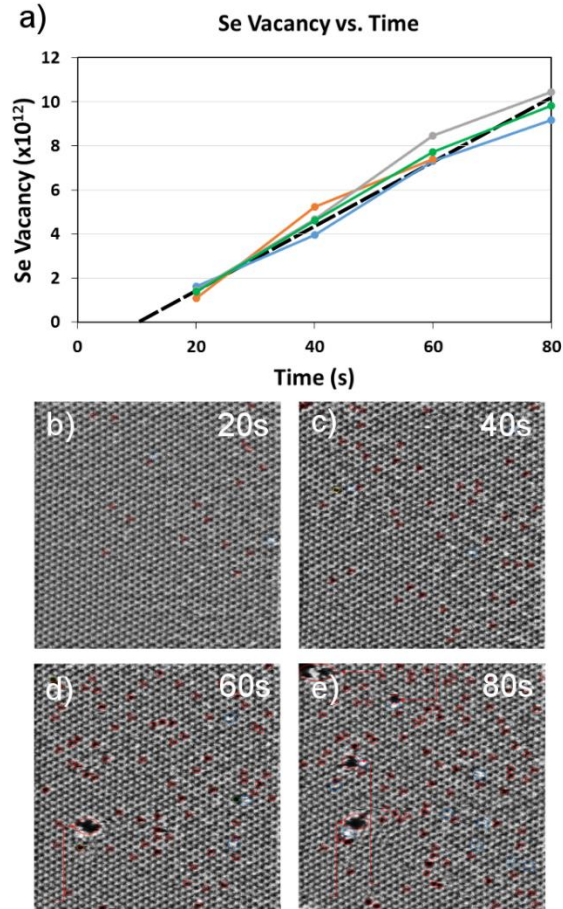 a)
Se Vacancy vs. Time
Se Vacancy (x10¹²)
12
10
8
6
4
2
0
0 20 40 60 80
Time (s)
b) 20s
c) 40s
d) 60s
e) 80s